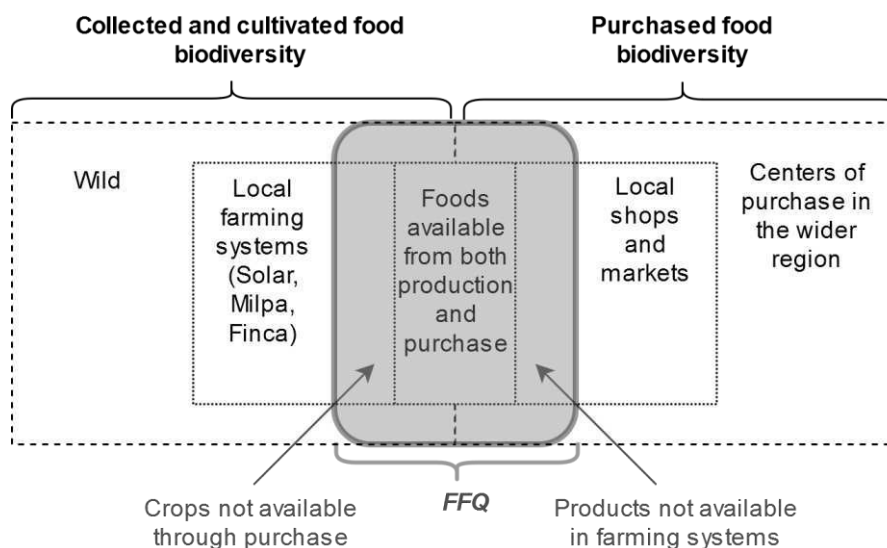 Collected and cultivated food
biodiversity
Purchased food
biodiversity
Wild
Local
farming
systems
(Solar,
Milpa,
Finca)
Foods
available
from both
production
and
purchase
Local
shops
and
markets
Centers of
purchase in
the wider
region
Crops not available
through purchase
FFQ
Products not available
in farming systems